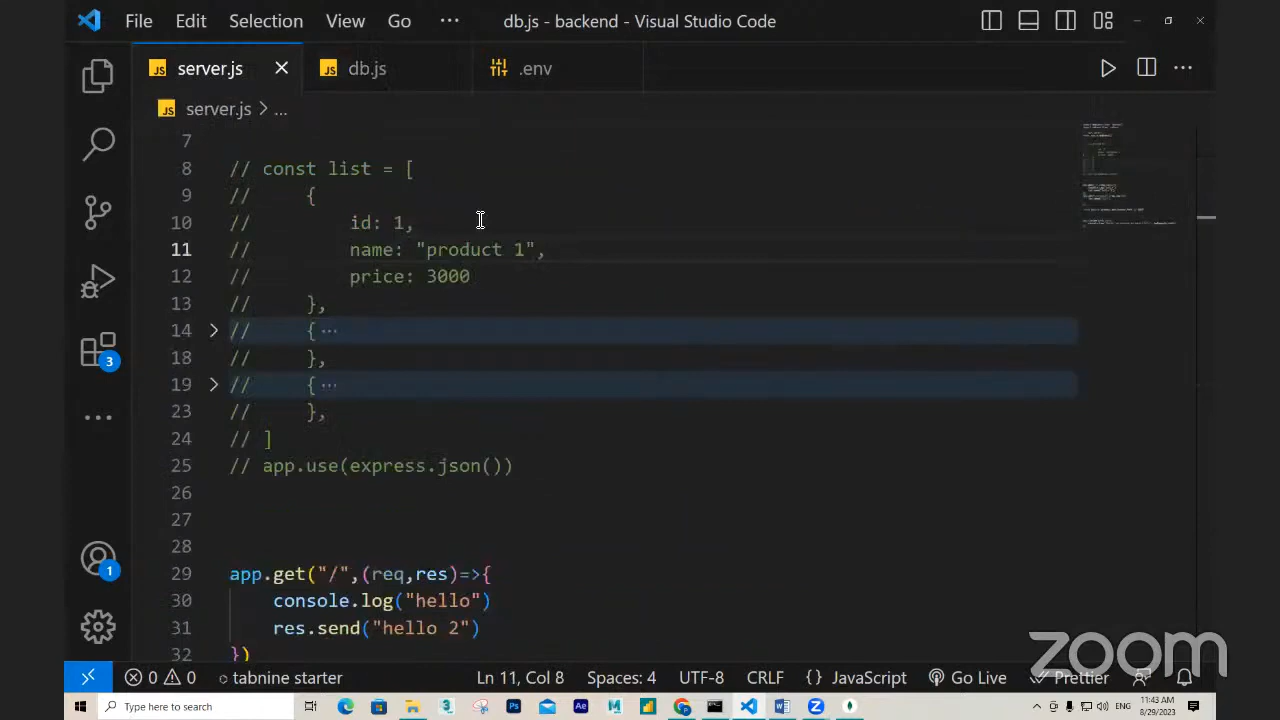 File Edit Selection View Go ··· db.js - backend - Visual Studio Code
JS server.js JS db.js .env
JS server.js > ...
7
8 // const list = [
9 //     {
10 //         id: 1,
11 //         name: "product 1",
12 //         price: 3000
13 //     },
14 //     { ···
18 //     },
19 //     { ···
23 //     },
24 // ]
25 // app.use(express.json())
26
27
28
29 app.get("/",(req,res)=>{
30     console.log("hello")
31     res.send("hello 2")
32 })
3
1
zoom
0 0 tabnine starter Ln 11, Col 8 Spaces: 4 UTF-8 CRLF {} JavaScript Go Live Prettier
Type here to search
11:43 AM
8/29/2023